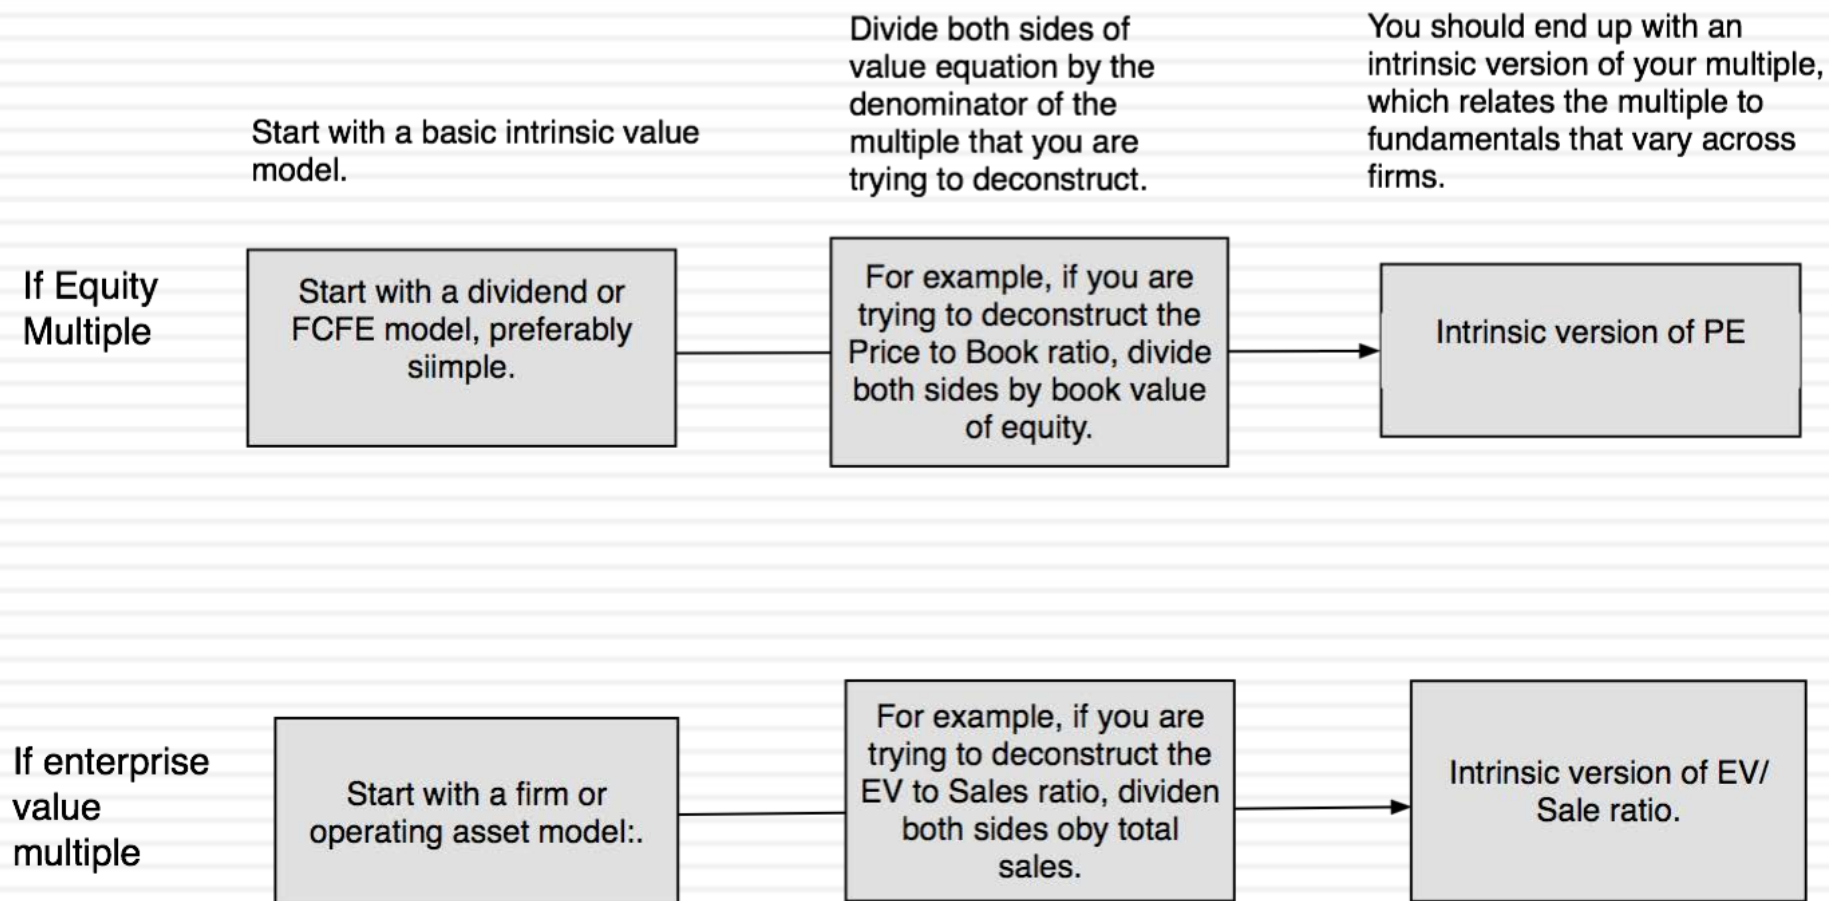 Start with a basic intrinsic value
model.
Divide both sides of
value equation by the
denominator of the
multiple that you are
trying to deconstruct.
You should end up with an
intrinsic version of your multiple,
which relates the multiple to
fundamentals that vary across
firms.
If Equity
Multiple
Start with a dividend or
FCFE model, preferably
siimple.
For example, if you are
trying to deconstruct the
Price to Book ratio, divide
both sides by book value
of equity.
Intrinsic version of PE
If enterprise
value
multiple
Start with a firm or
operating asset model:.
For example, if you are
trying to deconstruct the
EV to Sales ratio, dividen
both sides oby total
sales.
Intrinsic version of EV/
Sale ratio.